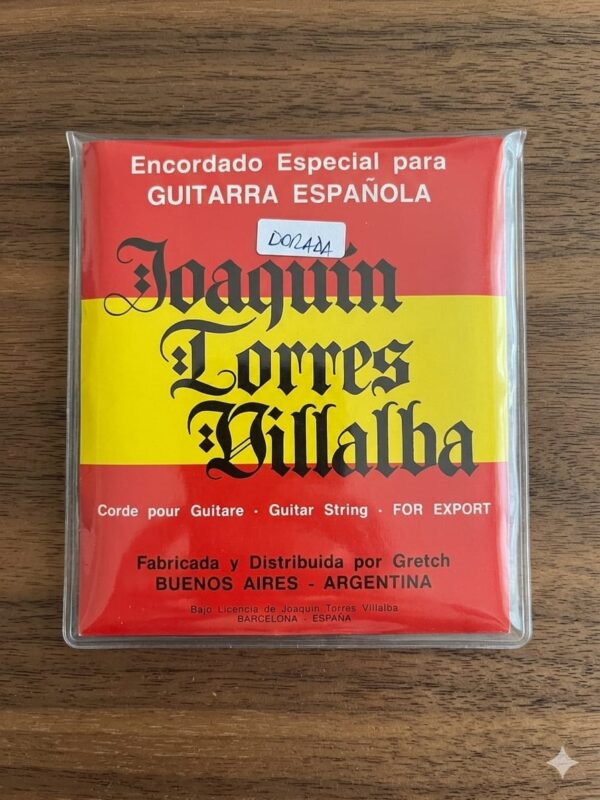 Encordado Especial para
GUITARRA ESPAÑOLA
DORADA
Joaquín
Torres
Villalba
Corde pour Guitare · Guitar String · FOR EXPORT
Fabricada y Distribuida por Gretch
BUENOS AIRES - ARGENTINA
Bajo Licencia de Joaquin Torres Villalba
BARCELONA - ESPAÑA